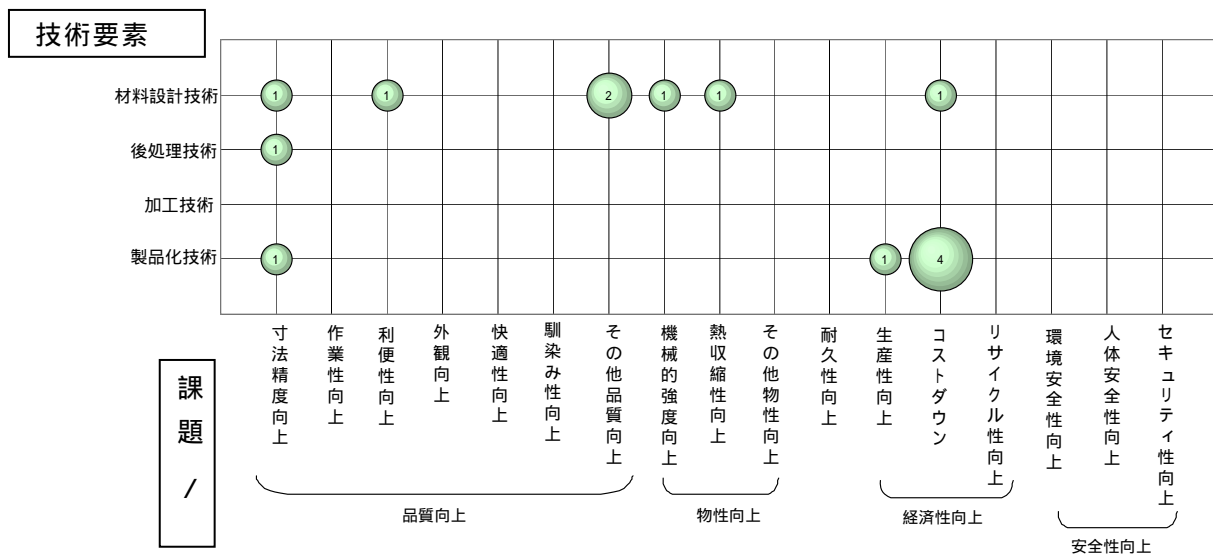 技術要素
材料設計技術
1
1
2
1
1
1
後処理技術
1
加工技術
製品化技術
1
1
4
寸法精度向上
作業性向上
利便性向上
外観向上
快適性向上
馴染み性向上
その他品質向上
機械的強度向上
熱収縮性向上
その他物性向上
耐久性向上
生産性向上
コストダウン
リサイクル性向上
環境安全性向上
人体安全性向上
セキュリティ性向上
課題/
品質向上
物性向上
経済性向上
安全性向上